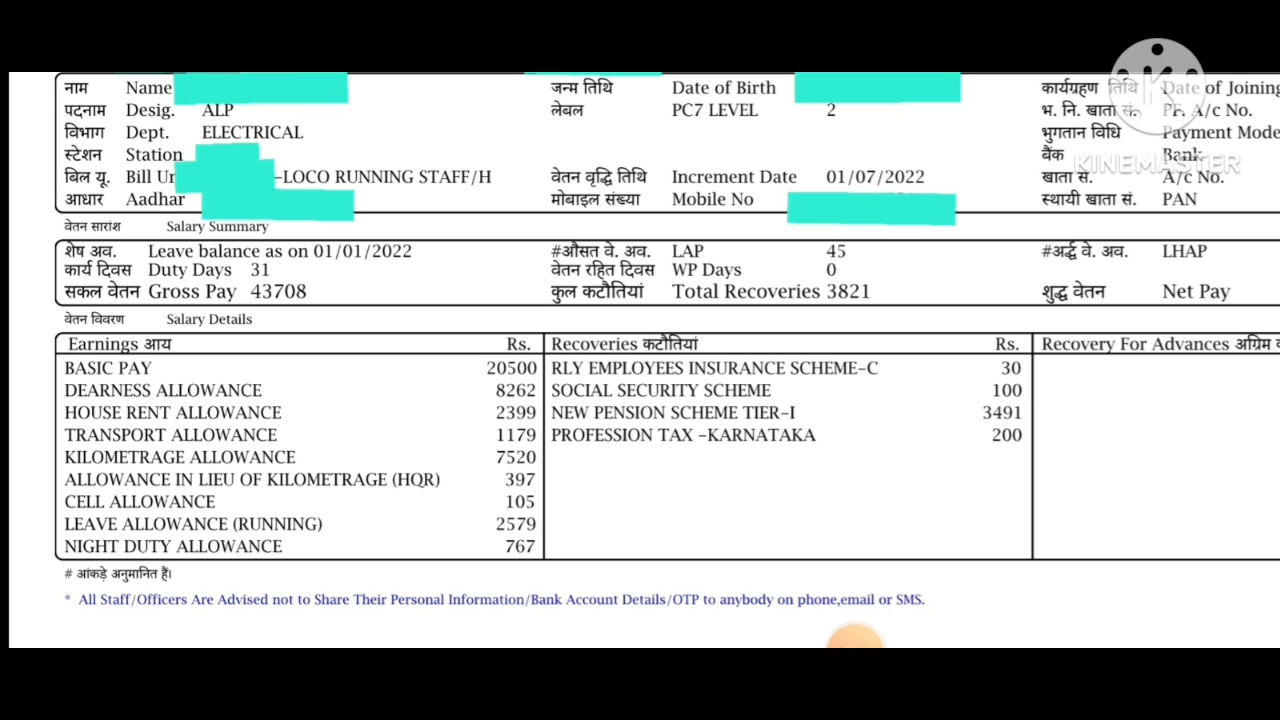 नाम Name जन्म तिथि Date of Birth कार्यग्रहण तिथि Date of Joining
पदनाम Desig. ALP लेबल PC7 LEVEL 2 भ. नि. खाता सं. PF. A/c No.
विभाग Dept. ELECTRICAL भुगतान विधि Payment Mode
स्टेशन Station बैंक Bank
बिल यू. Bill Un -LOCO RUNNING STAFF/H वेतन वृद्धि तिथि Increment Date 01/07/2022 खाता सं. A/c No.
आधार Aadhar मोबाइल संख्या Mobile No स्थायी खाता सं. PAN
KINEMASTER
वेतन सारांश Salary Summary
शेष अव. Leave balance as on 01/01/2022 #औसत वे. अव. LAP 45 #अर्द्ध वे. अव. LHAP
कार्य दिवस Duty Days 31 वेतन रहित दिवस WP Days 0
सकल वेतन Gross Pay 43708 कुल कटौतियां Total Recoveries 3821 शुद्ध वेतन Net Pay
वेतन विवरण Salary Details
Earnings आय Rs. Recoveries कटौतियां Rs. Recovery For Advances अग्रिम
BASIC PAY 20500 RLY EMPLOYEES INSURANCE SCHEME-C 30
DEARNESS ALLOWANCE 8262 SOCIAL SECURITY SCHEME 100
HOUSE RENT ALLOWANCE 2399 NEW PENSION SCHEME TIER-I 3491
TRANSPORT ALLOWANCE 1179 PROFESSION TAX -KARNATAKA 200
KILOMETRAGE ALLOWANCE 7520
ALLOWANCE IN LIEU OF KILOMETRAGE (HQR) 397
CELL ALLOWANCE 105
LEAVE ALLOWANCE (RUNNING) 2579
NIGHT DUTY ALLOWANCE 767
# आंकड़े अनुमानित हैं।
* All Staff/Officers Are Advised not to Share Their Personal Information/Bank Account Details/OTP to anybody on phone,email or SMS.